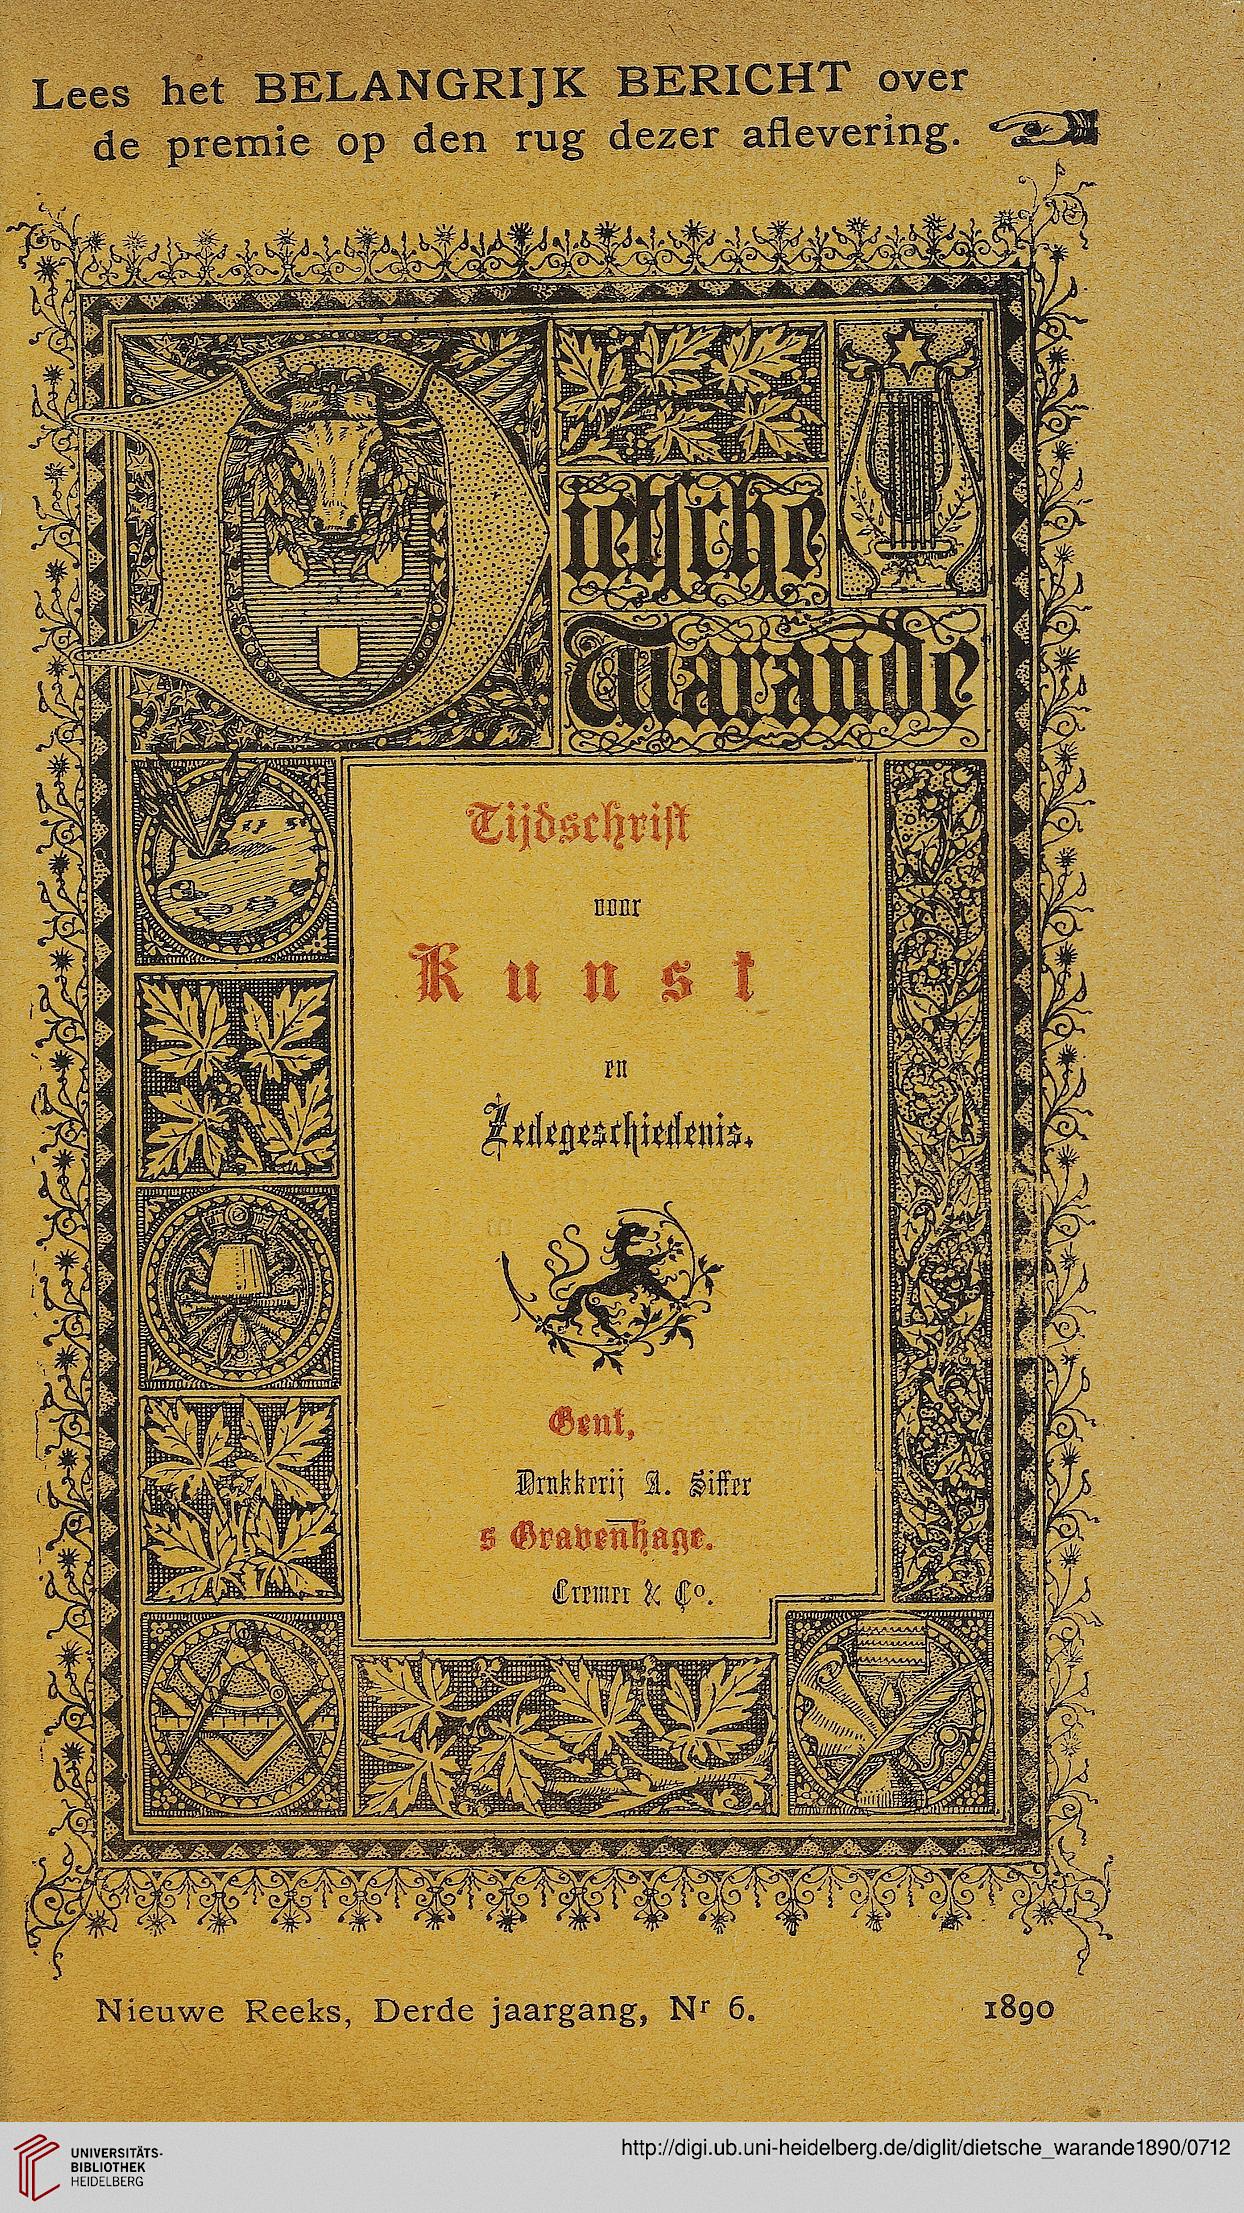 Lees het BELANGRIJK BERICHT over
de premie op den rug dezer aflevering.
Dietsche
Warande
Tijdschrift
voor
Kunst
en
Zedegeschiedenis.
Gent,
Drukkerij A. Siffer
s Gravenhage.
Cremer & Co.
Nieuwe Reeks, Derde jaargang, Nr 6. 1890
UNIVERSITÄTS-
BIBLIOTHEK
HEIDELBERG
http://digi.ub.uni-heidelberg.de/diglit/dietsche_warande1890/0712